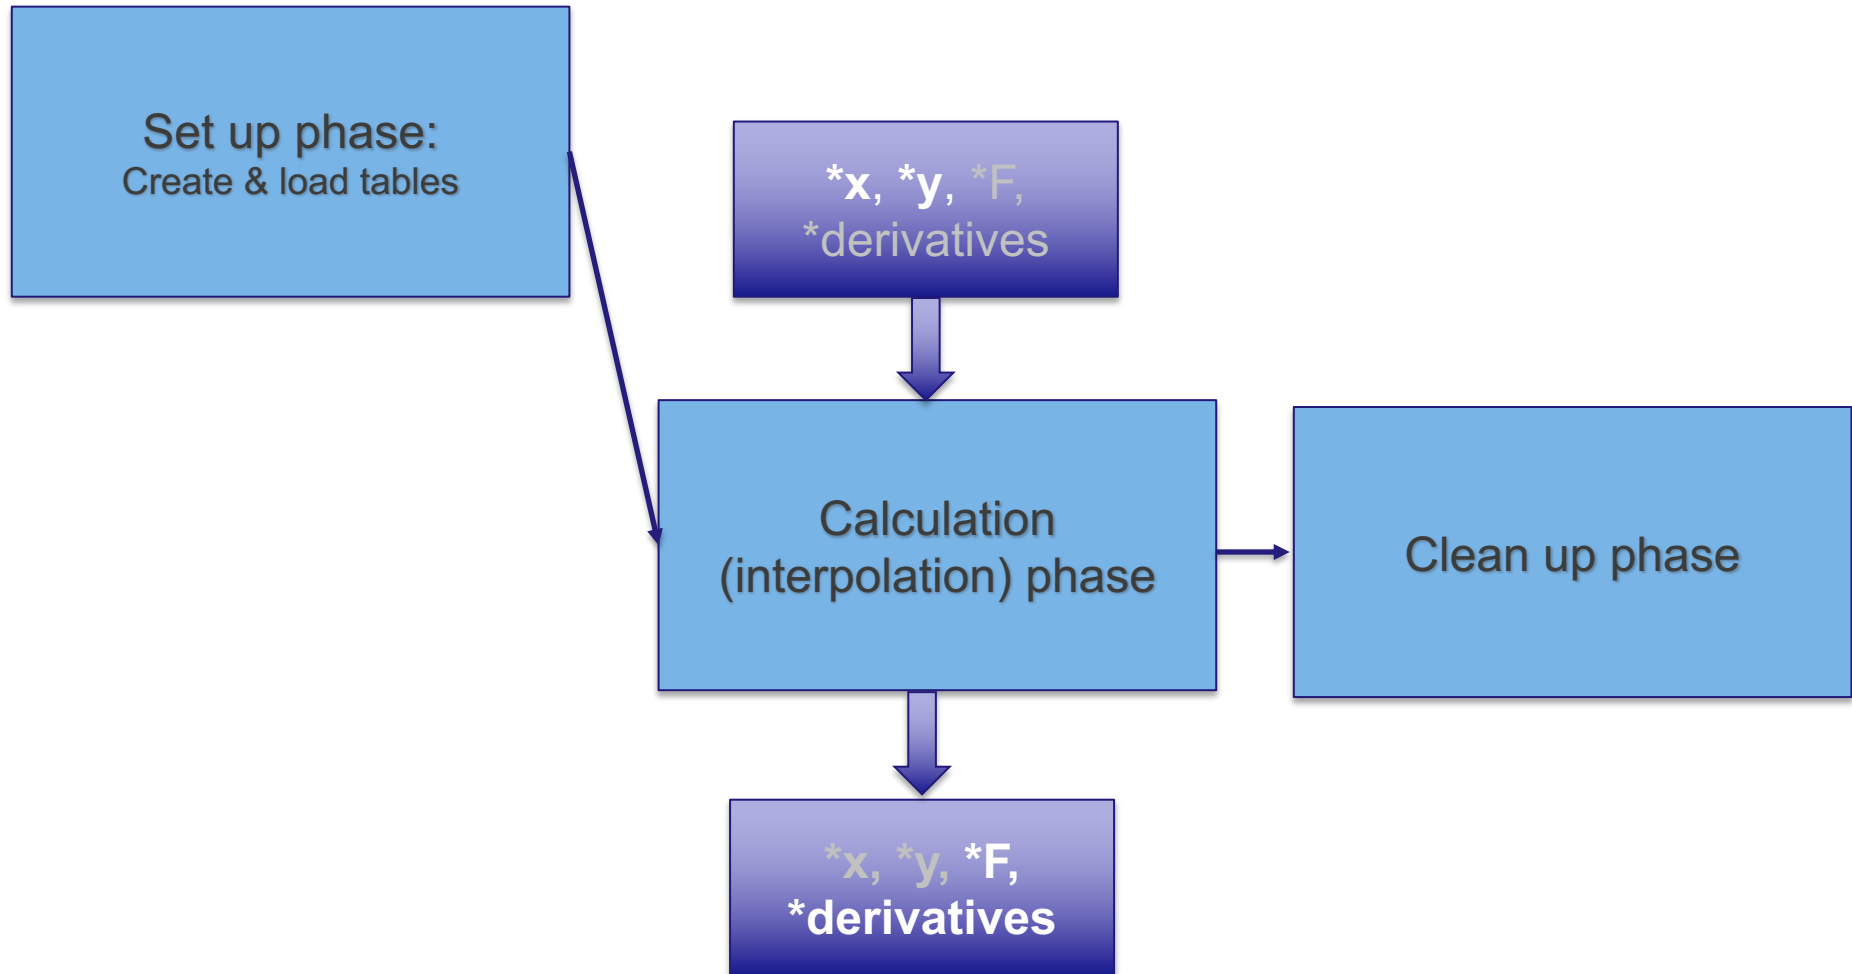 Set up phase:
Create & load tables
*x, *y, *F,
*derivatives
Calculation
(interpolation) phase
Clean up phase
*x, *y, *F,
*derivatives